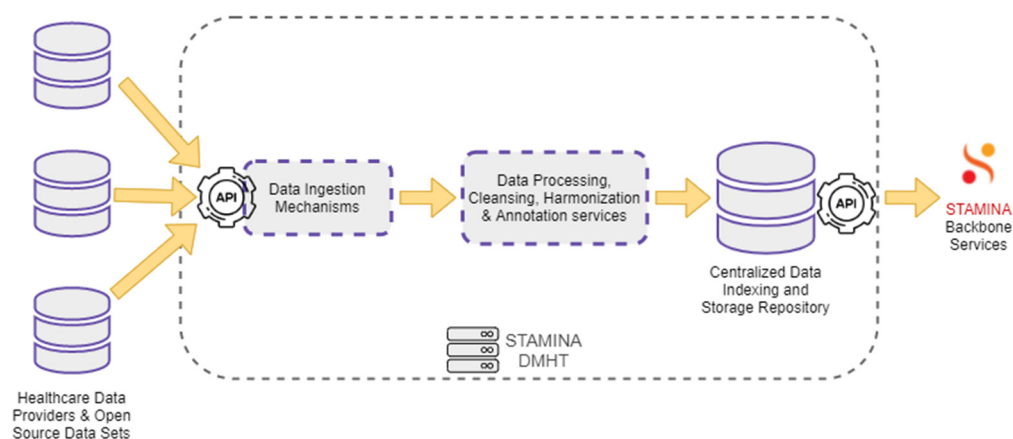 API
Data Ingestion
Mechanisms
Data Processing,
Cleansing, Harmonization
& Annotation services
API
Centralized Data
Indexing and
Storage Repository
STAMINA
Backbone
Services
STAMINA
DMHT
Healthcare Data
Providers & Open
Source Data Sets